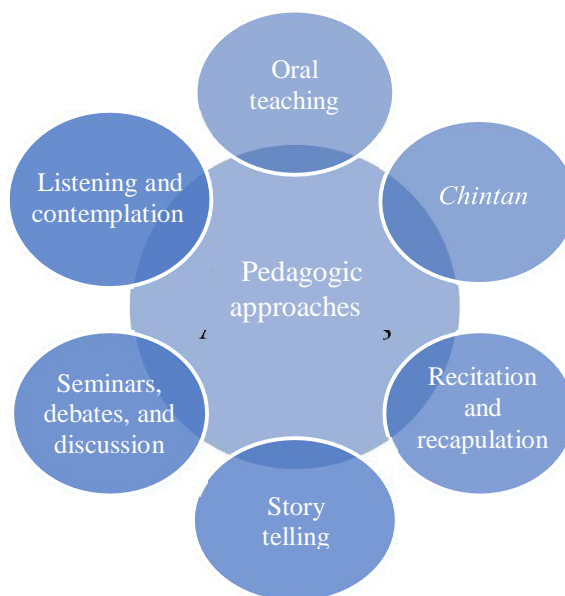 Oral
teaching
Chintan
Recitation
and
recapulation
Story
telling
Seminars,
debates, and
discussion
Listening and
contemplation
Pedagogic
approaches